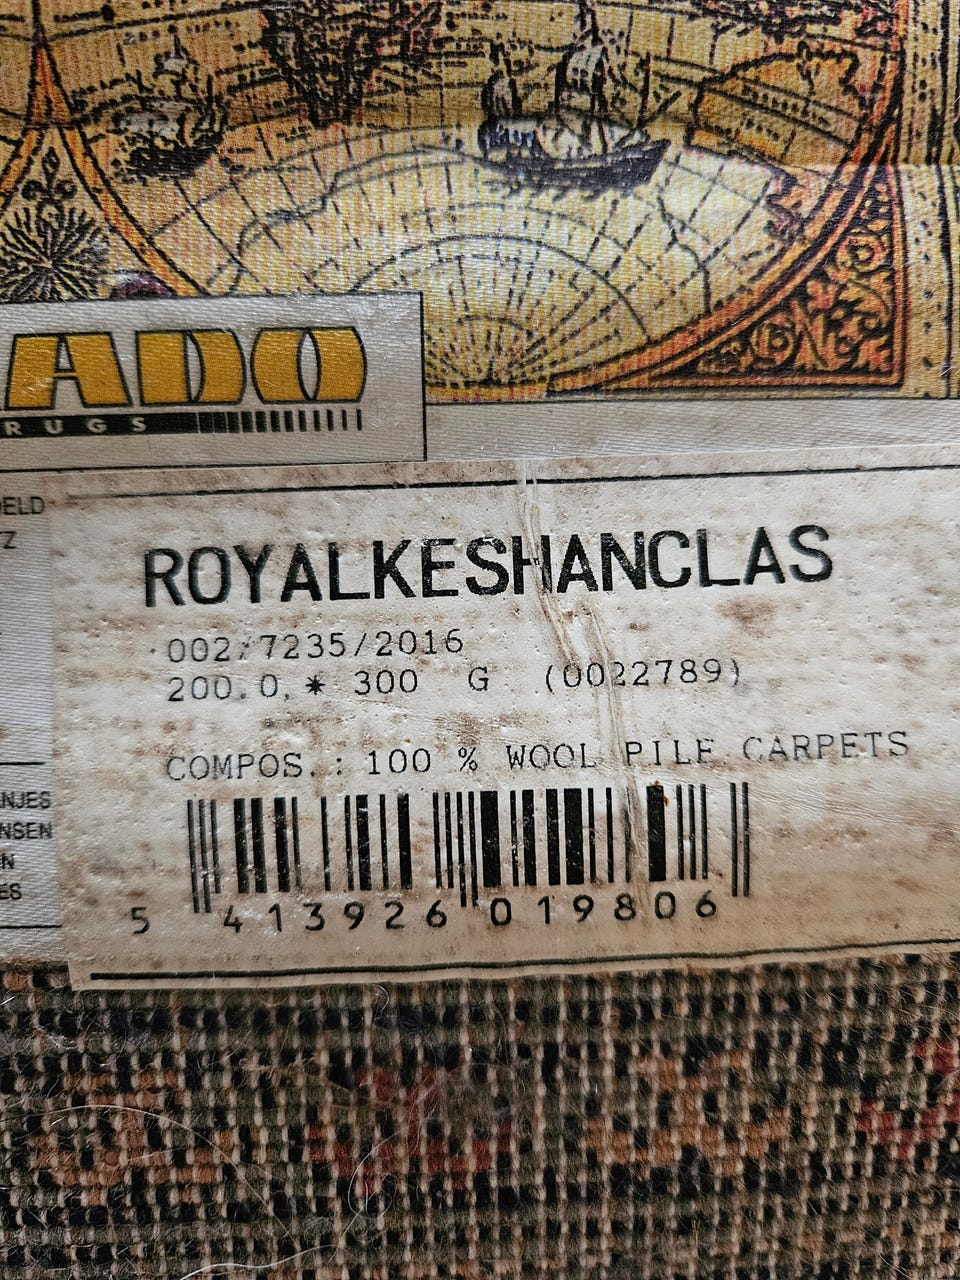 ADO
RUGS
ROYALKESHANCLAS
002/7235/2016
200.0 * 300 G (0022789)
COMPOS. : 100 % WOOL PILE CARPETS
5 413926 019806